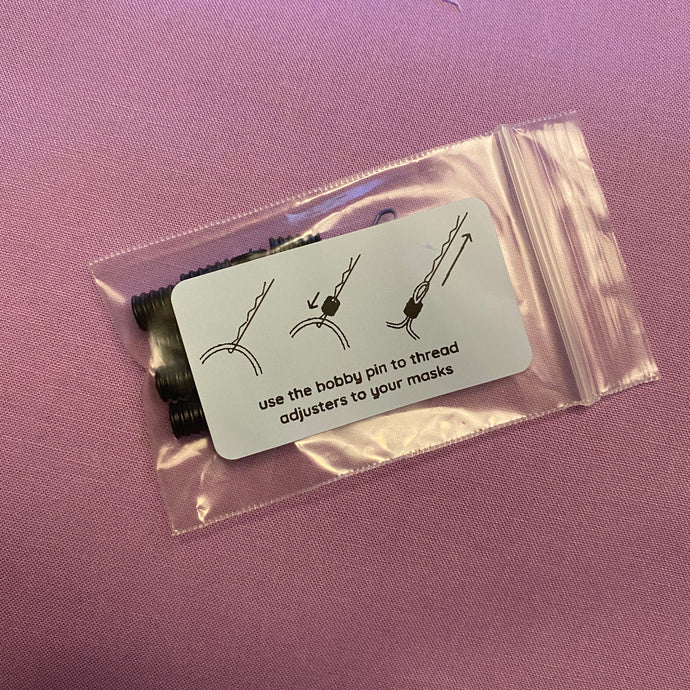 use the bobby pin to thread
adjusters to your masks